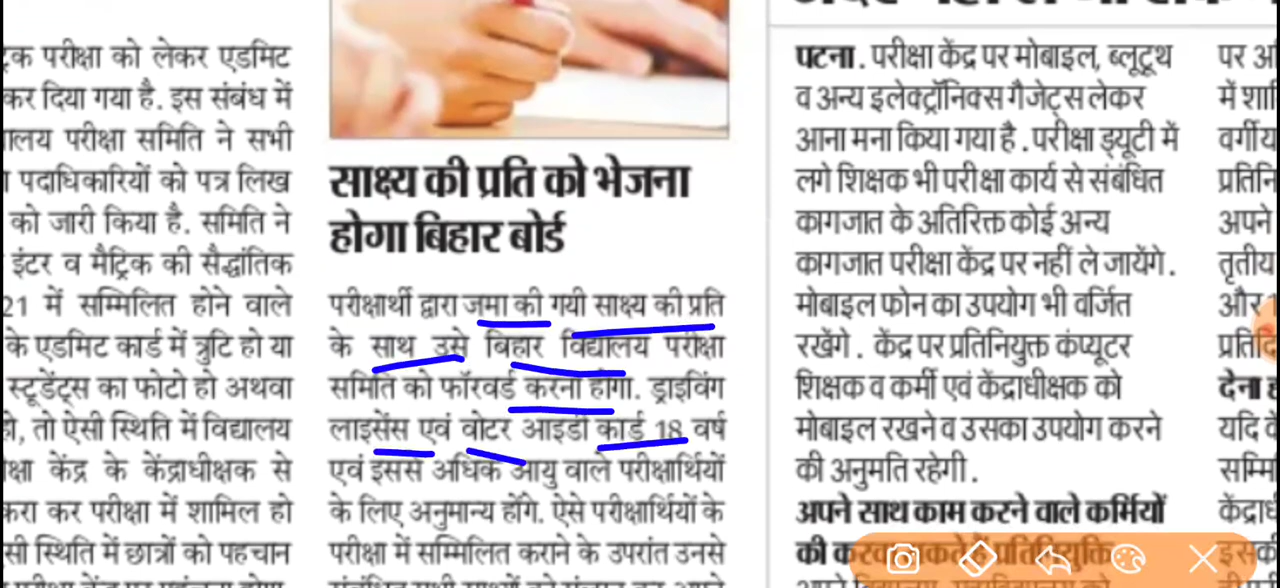 परीक्षा को लेकर एडमिट
कर दिया गया है. इस संबंध में
परीक्षा समिति ने सभी
पदाधिकारियों को पत्र लिख
को जारी किया है. समिति ने
इंटर व मैट्रिक की सैद्धांतिक
21 में सम्मिलित होने वाले
के एडमिट कार्ड में त्रुटि हो या
स्टूडेंट्स का फोटो हो अथवा
हो, तो ऐसी स्थिति में विद्यालय
केंद्र के केंद्राधीक्षक से
करा कर परीक्षा में शामिल हो
स्थिति में छात्रों को पहचान
साक्ष्य की प्रति को भेजना
होगा बिहार बोर्ड
परीक्षार्थी द्वारा जमा की गयी साक्ष्य की प्रति
के साथ उसे बिहार विद्यालय परीक्षा
समिति को फॉरवर्ड करना होगा. ड्राइविंग
लाइसेंस एवं वोटर आइडी कार्ड 18 वर्ष
एवं इससे अधिक आयु वाले परीक्षार्थियों
के लिए अनुमान्य होंगे. ऐसे परीक्षार्थियों के
परीक्षा में सम्मिलित कराने के उपरांत उनसे
पटना. परीक्षा केंद्र पर मोबाइल, ब्लूटूथ
व अन्य इलेक्ट्रॉनिक्स गैजेट्स लेकर
आना मना किया गया है. परीक्षा ड्यूटी में
लगे शिक्षक भी परीक्षा कार्य से संबंधित
कागजात के अतिरिक्त कोई अन्य
कागजात परीक्षा केंद्र पर नहीं ले जायेंगे.
मोबाइल फोन का उपयोग भी वर्जित
रखेंगे. केंद्र पर प्रतिनियुक्त कंप्यूटर
शिक्षक व कर्मी एवं केंद्राधीक्षक को
मोबाइल रखने व उसका उपयोग करने
की अनुमति रहेगी.
अपने साथ काम करने वाले कर्मियों
की प्रतिनियुक्ति
पर
में
अपने
और
देना
यदि